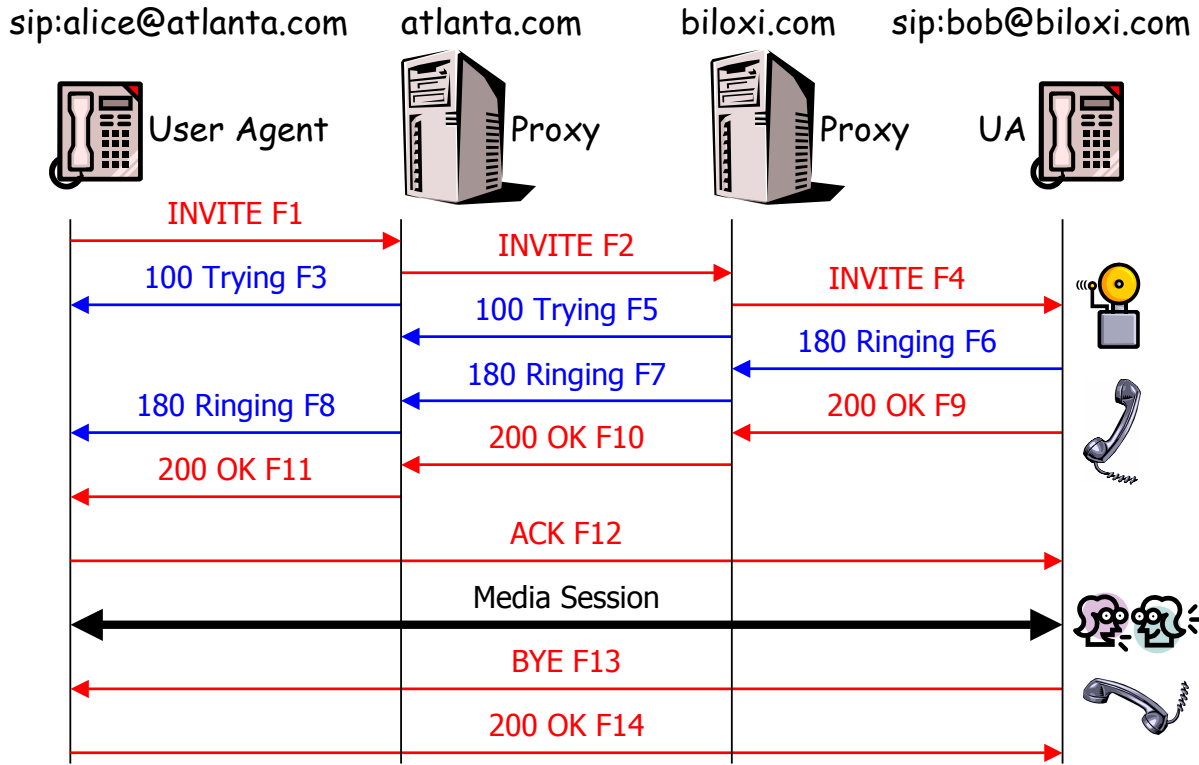 sip:alice@atlanta.com atlanta.com biloxi.com sip:bob@biloxi.com
User Agent Proxy Proxy UA
INVITE F1
INVITE F2
100 Trying F3 INVITE F4
100 Trying F5
180 Ringing F6
180 Ringing F7
180 Ringing F8 200 OK F9
200 OK F10
200 OK F11
ACK F12
Media Session
BYE F13
200 OK F14